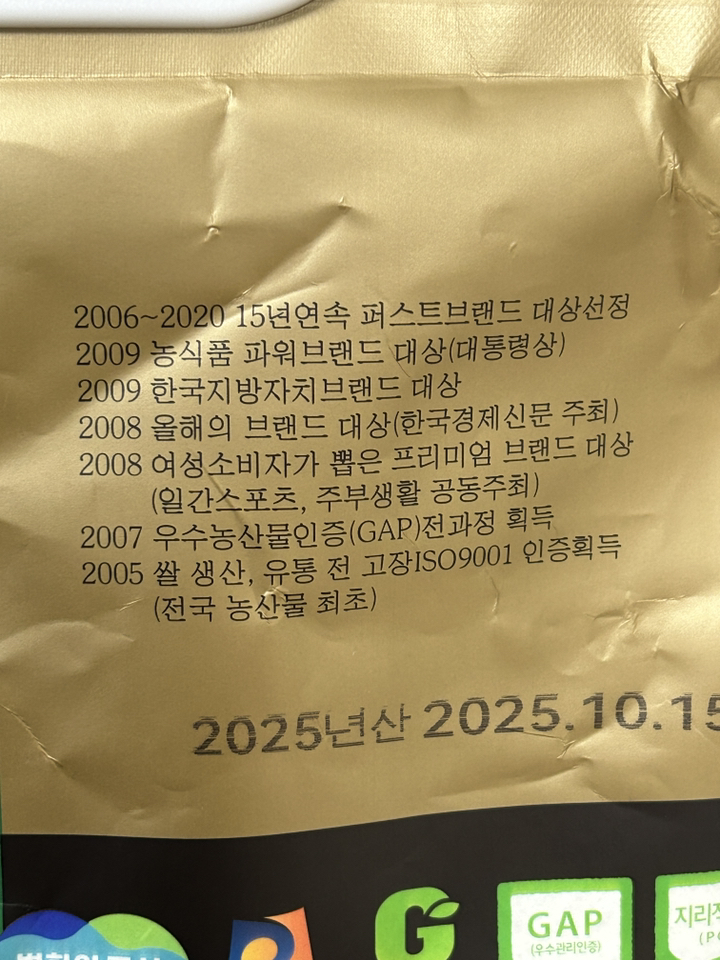 2006~2020 15년연속 퍼스트브랜드 대상선정
2009 농식품 파워브랜드 대상(대통령상)
2009 한국지방자치브랜드 대상
2008 올해의 브랜드 대상(한국경제신문 주최)
2008 여성소비자가 뽑은 프리미엄 브랜드 대상
(일간스포츠, 주부생활 공동주최)
2007 우수농산물인증(GAP)전과정 획득
2005 쌀 생산, 유통 전 고장ISO9001 인증획득
(전국 농산물 최초)
2025년산 2025.10.15
G
GAP
(우수관리인증)
지리적